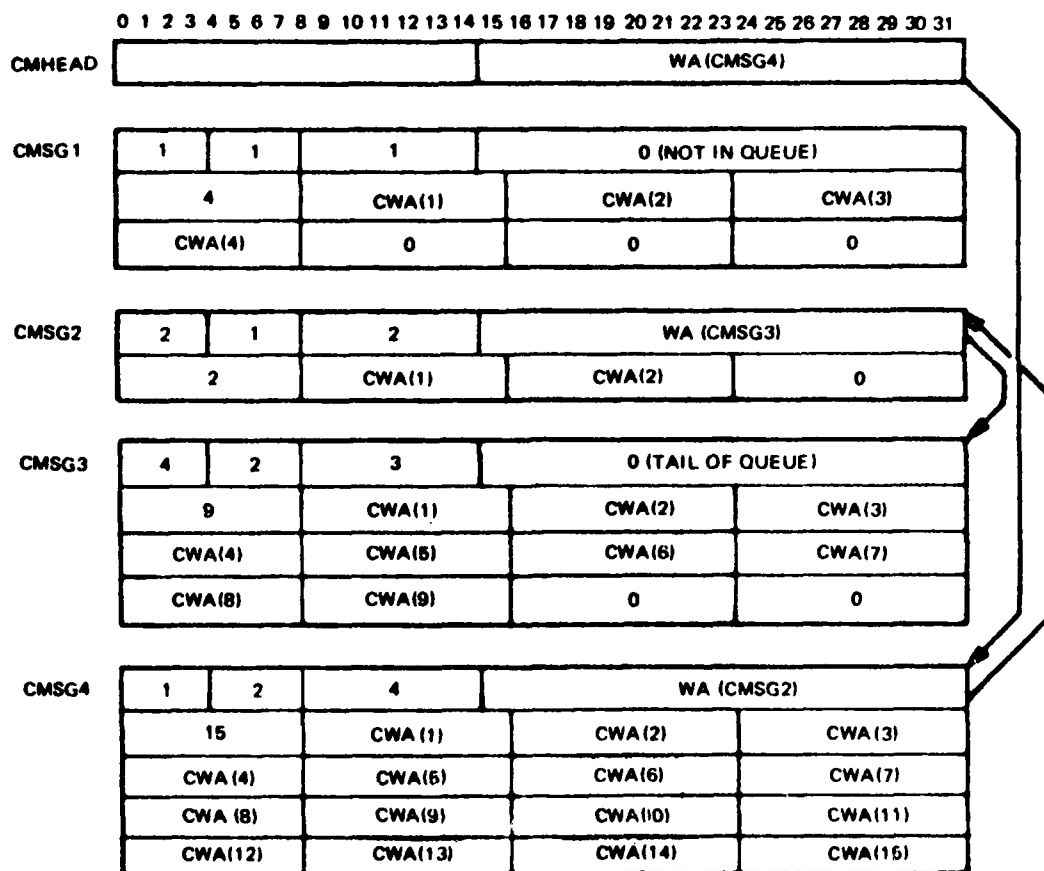 0 1 2 3 4 5 6 7 8 9 10 11 12 13 14 15 16 17 18 19 20 21 22 23 24 25 26 27 28 29 30 31
CMHEAD WA (CMSG4)
CMSG1 1 1 1 0 (NOT IN QUEUE)
4 CWA(1) CWA(2) CWA(3)
CWA(4) 0 0 0
CMSG2 2 1 2 WA (CMSG3)
2 CWA(1) CWA(2) 0
CMSG3 4 2 3 0 (TAIL OF QUEUE)
9 CWA(1) CWA(2) CWA(3)
CWA(4) CWA(5) CWA(6) CWA(7)
CWA(8) CWA(9) 0 0
CMSG4 1 2 4 WA (CMSG2)
15 CWA (1) CWA(2) CWA(3)
CWA (4) CWA(5) CWA(6) CWA(7)
CWA (8) CWA(9) CWA(10) CWA(11)
CWA(12) CWA(13) CWA(14) CWA(15)